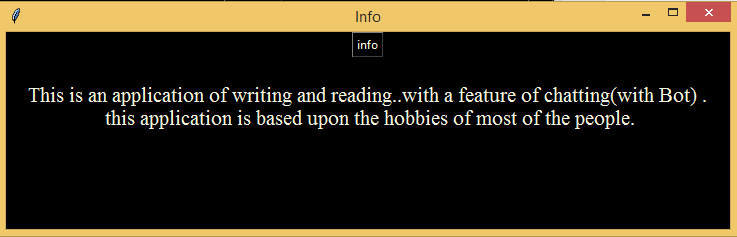 Info
info
This is an application of writing and reading..with a feature of chatting(with Bot) .
this application is based upon the hobbies of most of the people.